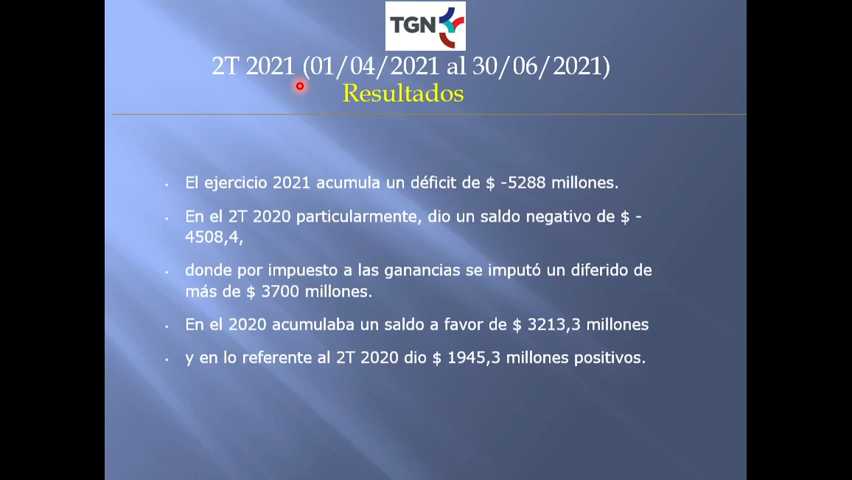 TGN
2T 2021 (01/04/2021 al 30/06/2021)
Resultados
El ejercicio 2021 acumula un déficit de $ -5288 millones.
En el 2T 2020 particularmente, dio un saldo negativo de $ -
4508,4,
donde por impuesto a las ganancias se imputó un diferido de
más de $ 3700 millones.
En el 2020 acumulaba un saldo a favor de $ 3213,3 millones
y en lo referente al 2T 2020 dio $ 1945,3 millones positivos.